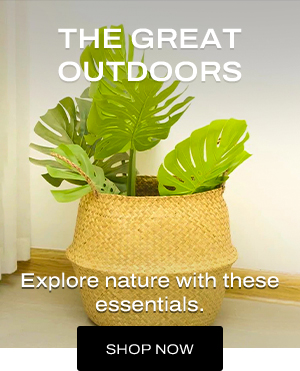 THE GREAT
OUTDOORS
Explore nature with these
essentials.
SHOP NOW